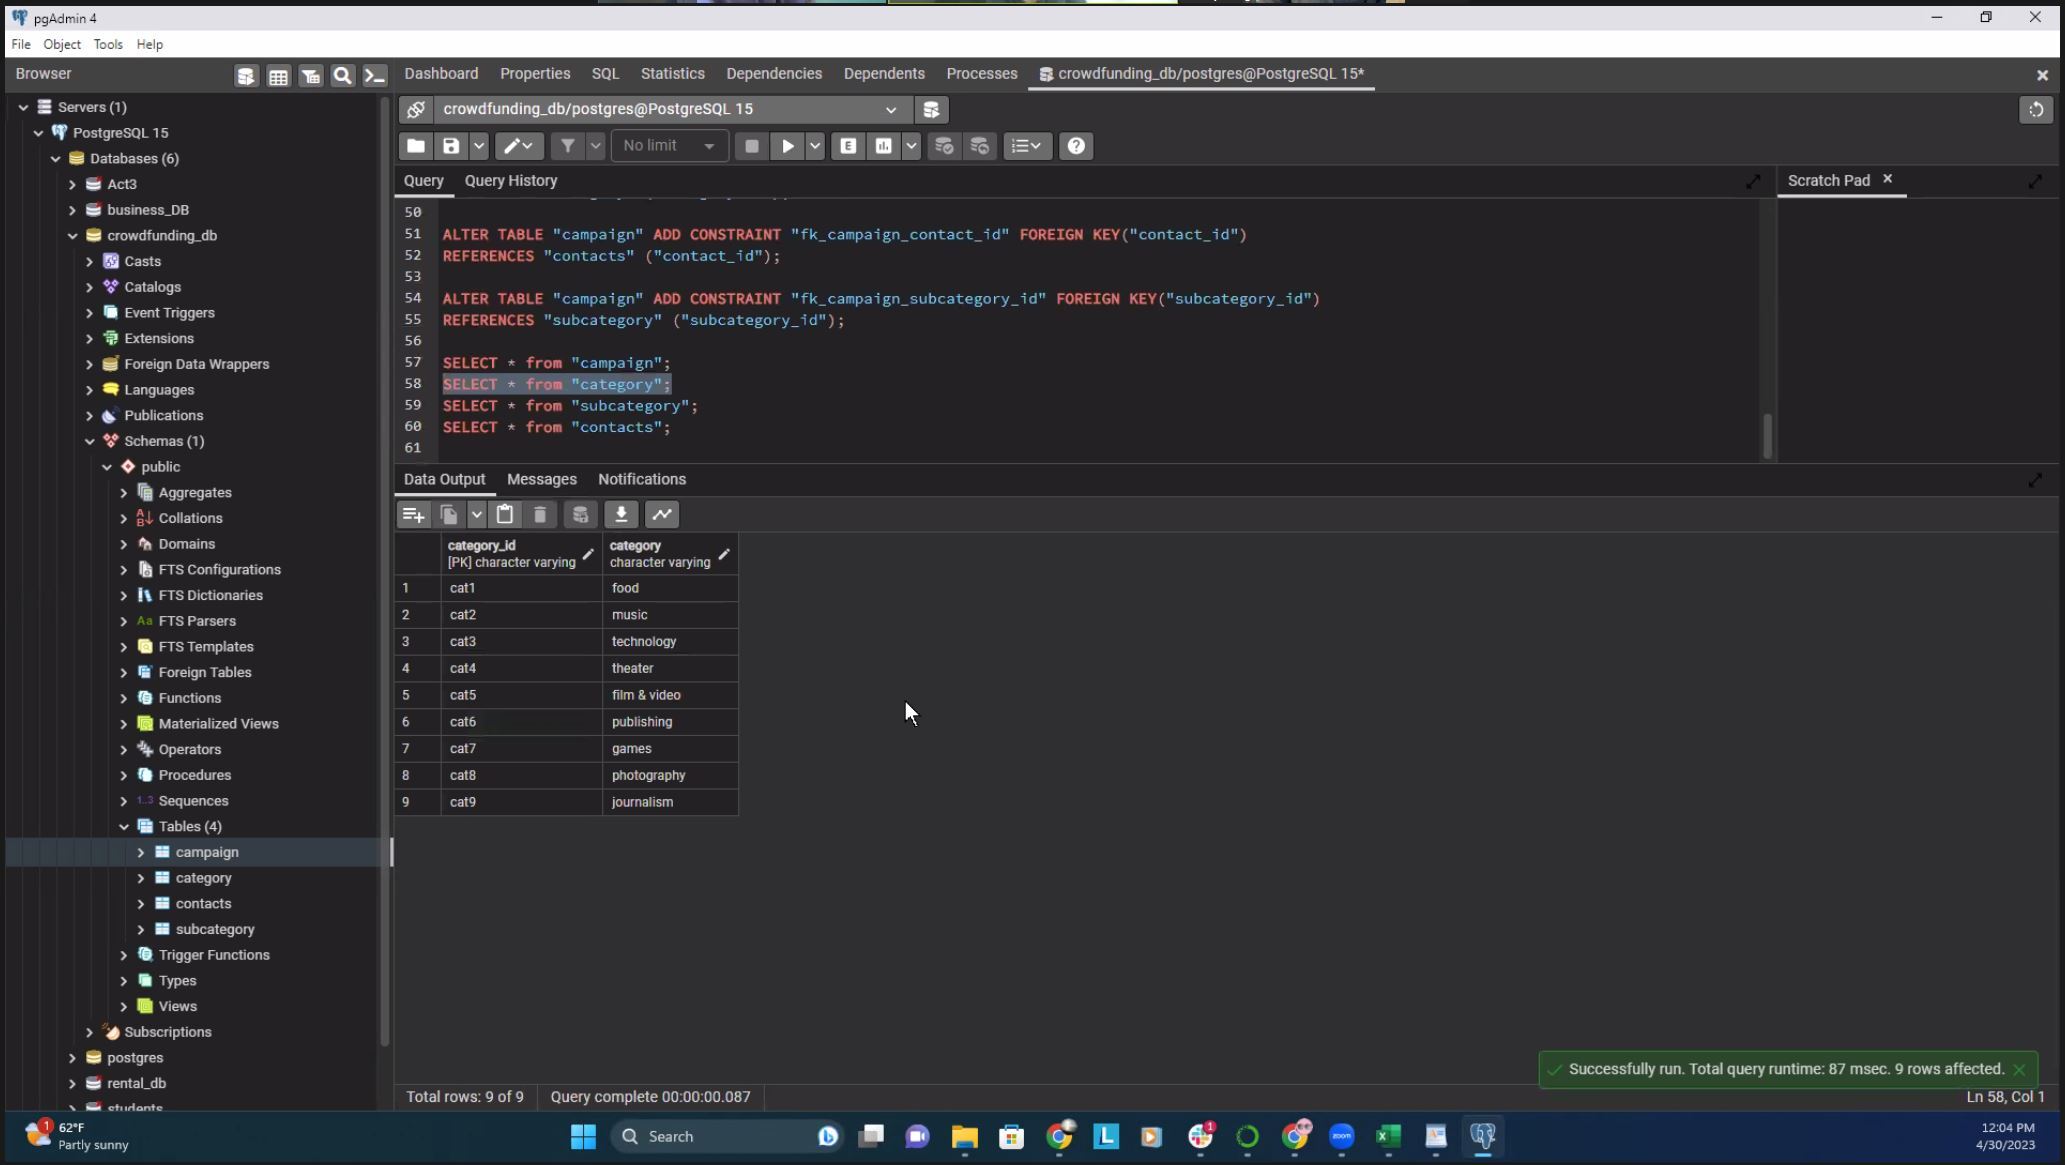 pgAdmin 4
File Object Tools Help
Browser
Dashboard Properties SQL Statistics Dependencies Dependents Processes crowdfunding_db/postgres@PostgreSQL 15*
Servers (1)
PostgreSQL 15
Databases (6)
Act3
business_DB
crowdfunding_db
Casts
Catalogs
Event Triggers
Extensions
Foreign Data Wrappers
Languages
Publications
Schemas (1)
public
Aggregates
Collations
Domains
FTS Configurations
FTS Dictionaries
Aa FTS Parsers
FTS Templates
Foreign Tables
Functions
Materialized Views
Operators
Procedures
1..3 Sequences
Tables (4)
campaign
category
contacts
subcategory
Trigger Functions
Types
Views
Subscriptions
postgres
rental_db
students
crowdfunding_db/postgres@PostgreSQL 15
No limit
E
Query Query History
Scratch Pad
50
51 ALTER TABLE "campaign" ADD CONSTRAINT "fk_campaign_contact_id" FOREIGN KEY("contact_id")
52 REFERENCES "contacts" ("contact_id");
53
54 ALTER TABLE "campaign" ADD CONSTRAINT "fk_campaign_subcategory_id" FOREIGN KEY("subcategory_id")
55 REFERENCES "subcategory" ("subcategory_id");
56
57 SELECT * from "campaign";
58 SELECT * from "category";
59 SELECT * from "subcategory";
60 SELECT * from "contacts";
61
Data Output Messages Notifications
category_id category
[PK] character varying character varying
1 cat1 food
2 cat2 music
3 cat3 technology
4 cat4 theater
5 cat5 film & video
6 cat6 publishing
7 cat7 games
8 cat8 photography
9 cat9 journalism
Successfully run. Total query runtime: 87 msec. 9 rows affected.
Total rows: 9 of 9 Query complete 00:00:00.087
Ln 58, Col 1
1
62°F
Partly sunny
Search
L
1
zoom
12:04 PM
4/30/2023